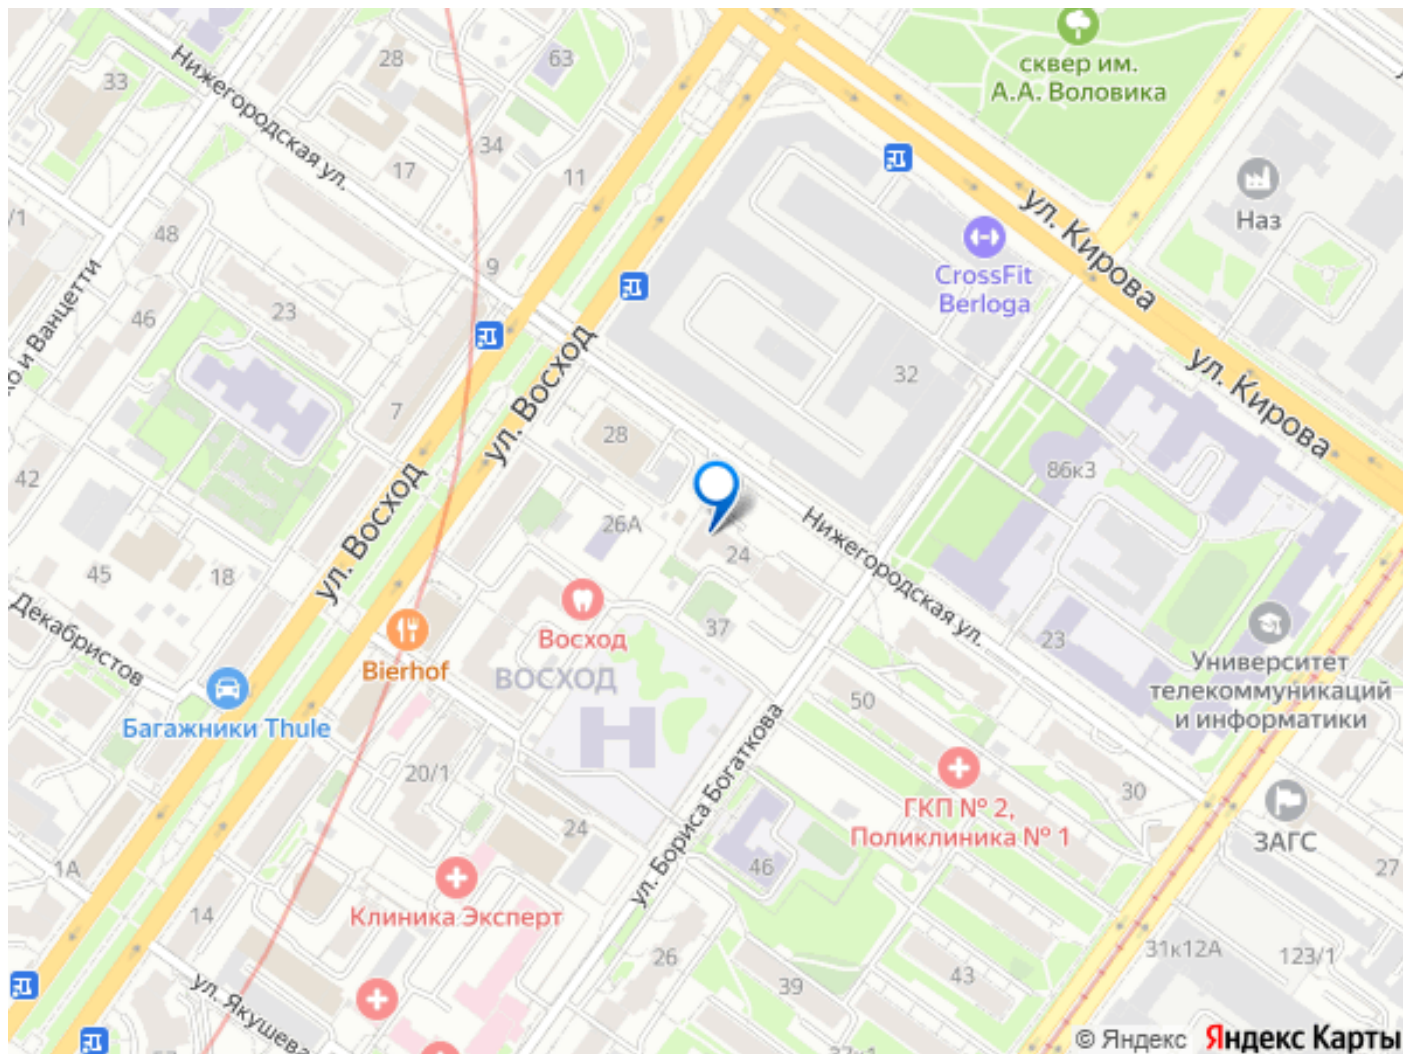 сквер им.
А.А. Воловика
28
63
33
Нижегородская ул.
34
17
11
/1
48
9
Наз
ул. Кирова
CrossFit
Berloga
о и Ванцетти
46
23
ул. Восход
32
ул. Кирова
7
28
42
86к3
ул. Восход
26А
24
Нижегородская ул.
45
18
Декабристов
Восход
37
23
Bierhof
ВОСХОД
Университет
телекоммуникаций
и информатики
Багажники Thule
50
ул. Бориса Богаткова
20/1
30
ГКП № 2,
Поликлиника № 1
24
ЗАГС
1А
46
27
Клиника Эксперт
14
26
31к12А
123/1
43
39
ул. Якушева
37к1
© Яндекс Яндекс Карты